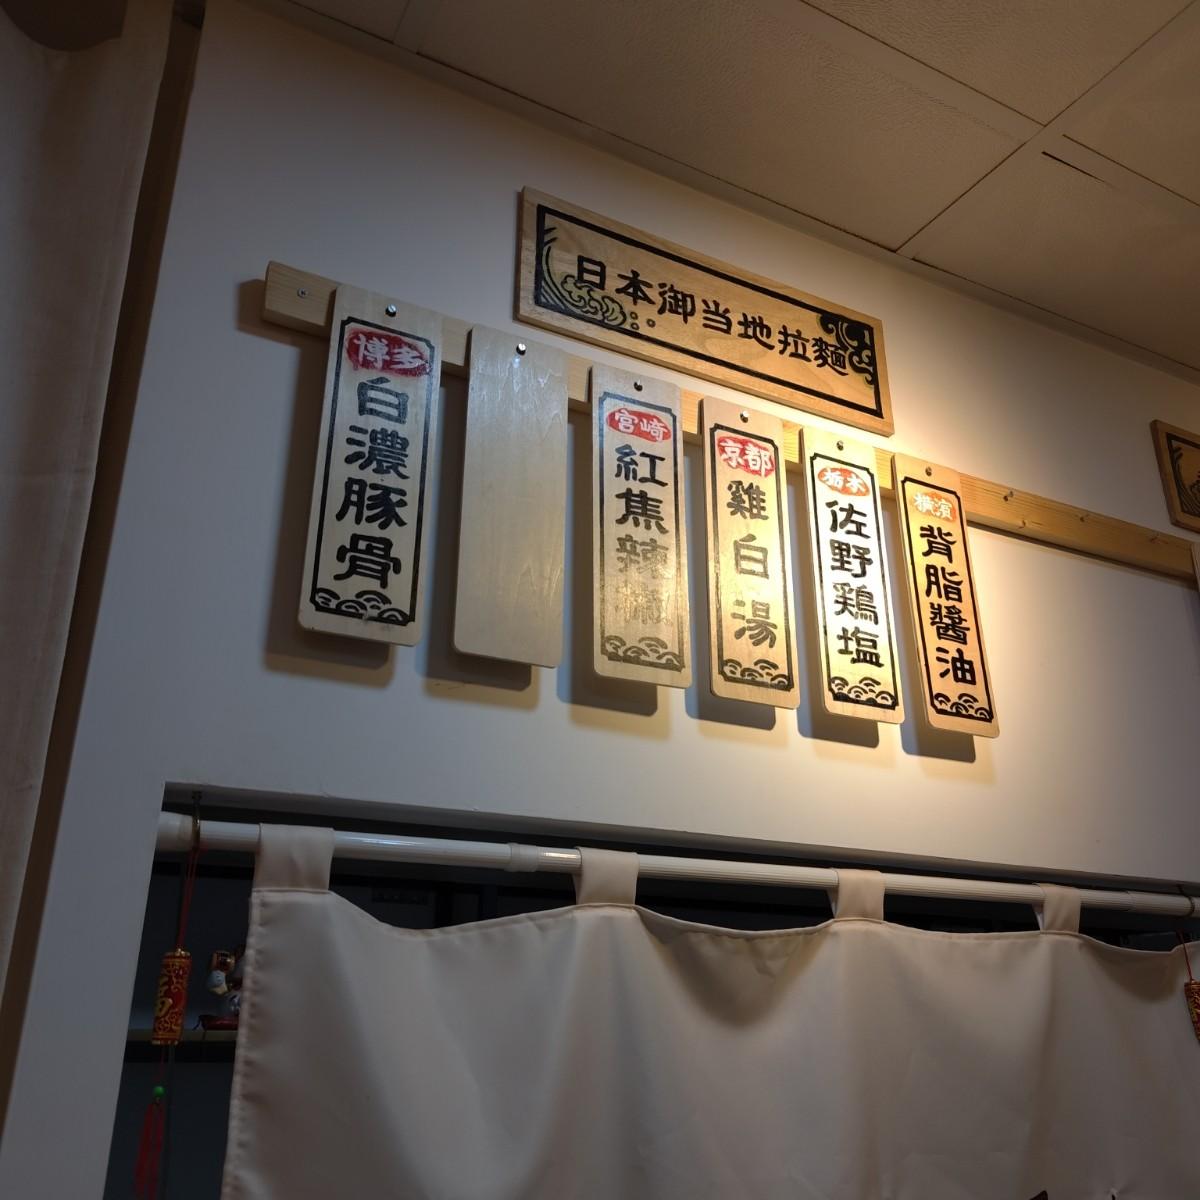 日本御当地拉麵
博多
白濃豚骨
宮崎
紅焦辣
京都
雞白湯
栃木
佐野鶏塩
横濱
背脂醬油